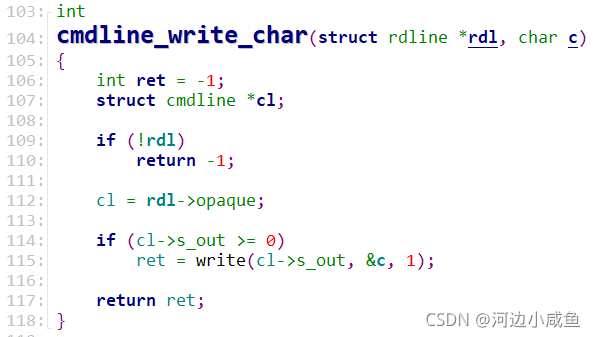 103: int
104: cmdline_write_char(struct rdline *rdl, char c)
105: {
106:     int ret = -1;
107:     struct cmdline *cl;
108:
109:     if (!rdl)
110:         return -1;
111:
112:     cl = rdl->opaque;
113:
114:     if (cl->s_out >= 0)
115:         ret = write(cl->s_out, &c, 1);
116:
117:     return ret;
118: }
CSDN @河边小咸鱼